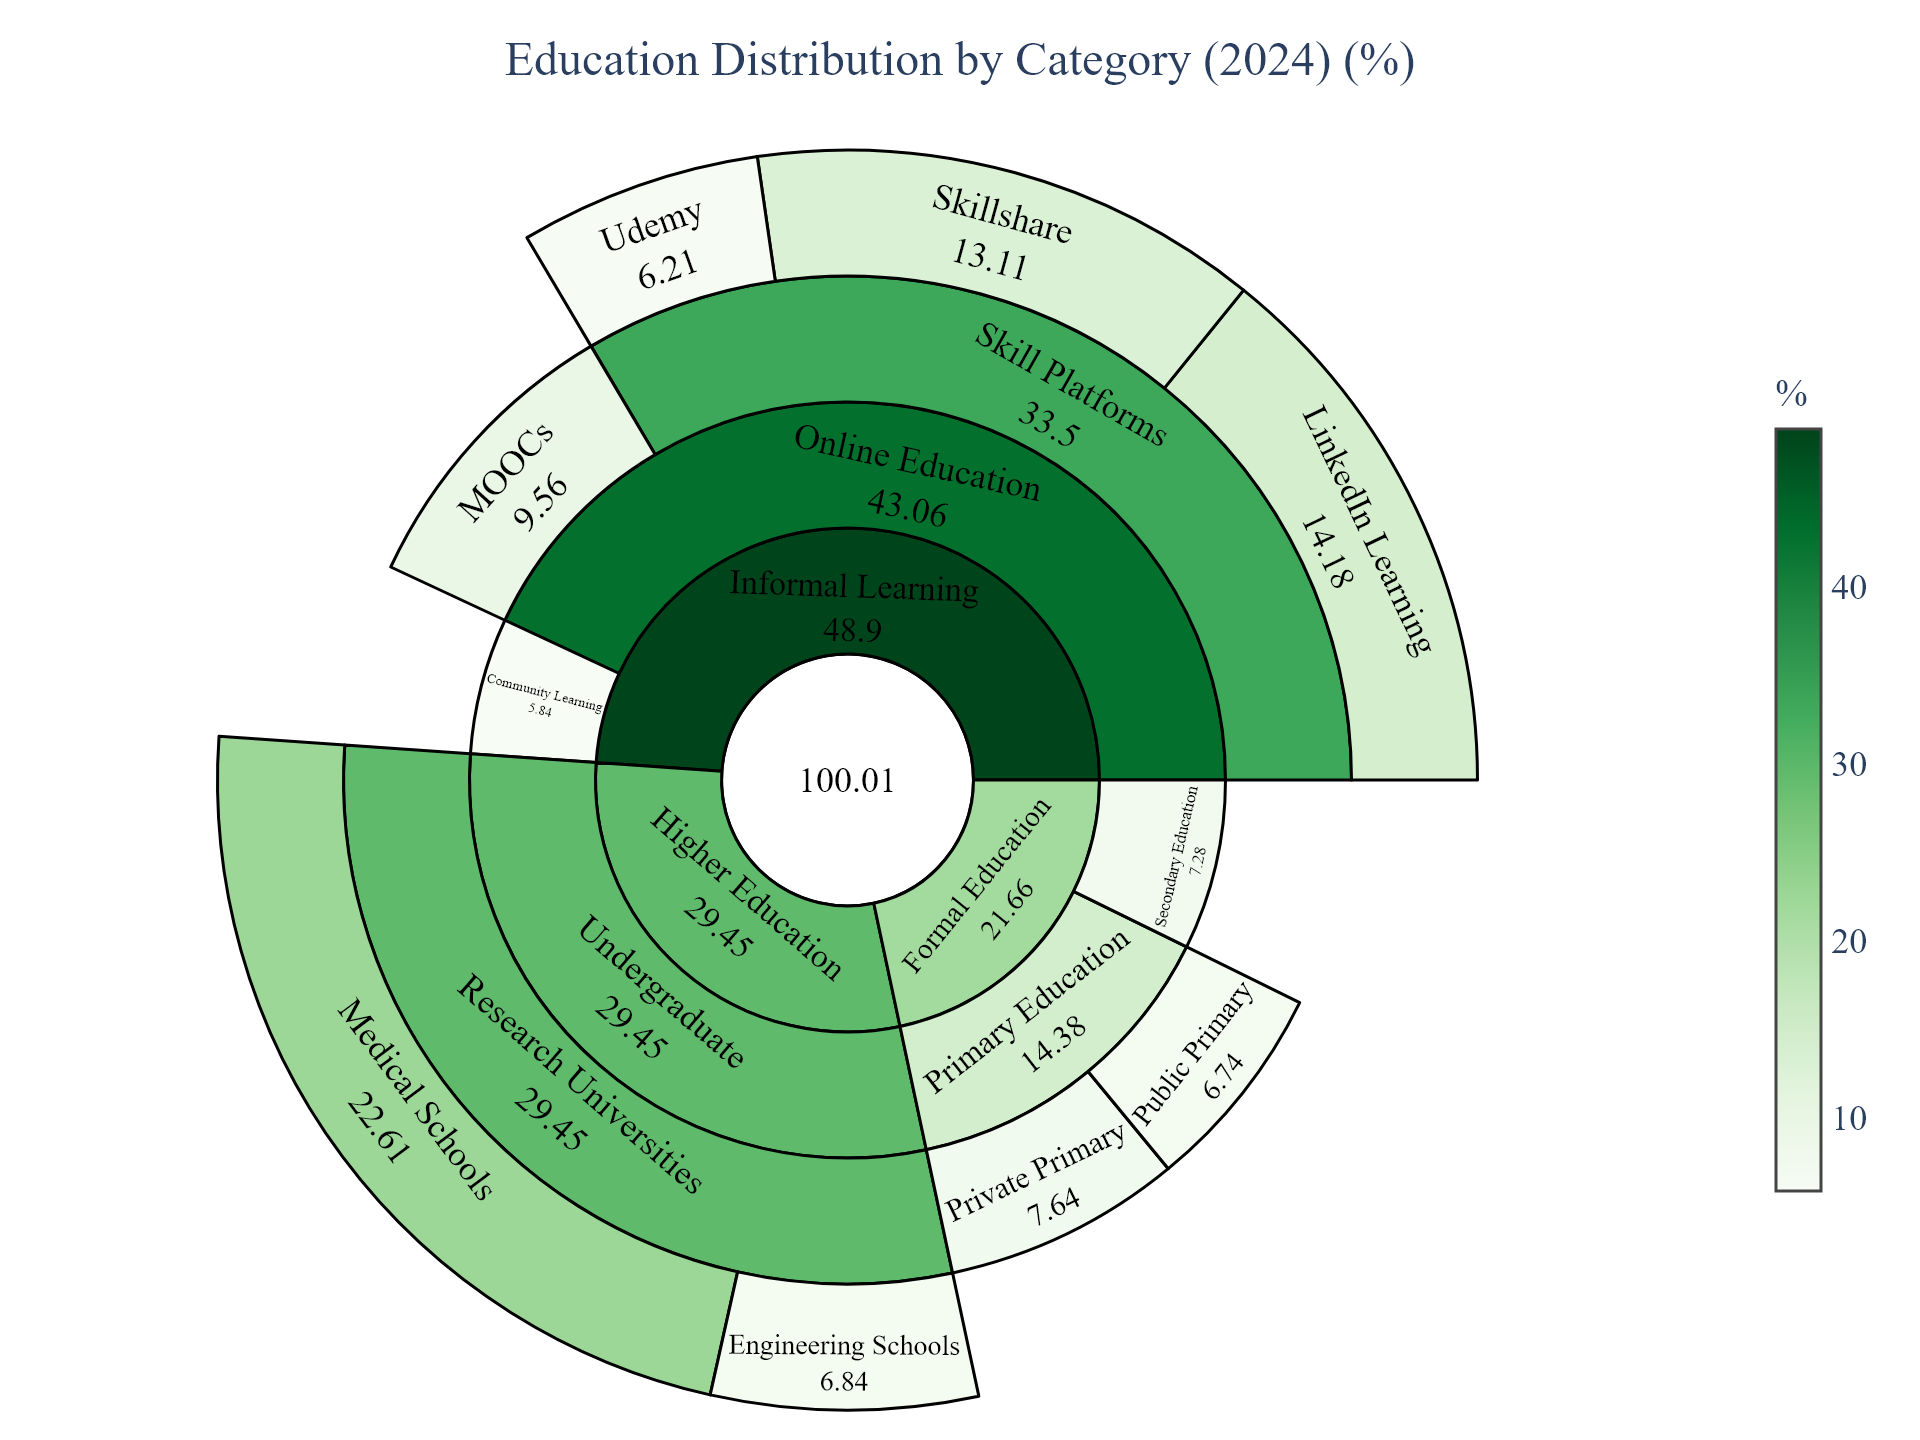 Education Distribution by Category (2024) (%)
Udemy
6.21
Skillshare
13.11
LinkedIn Learning
14.18
Skill Platforms
33.5
MOOCs
9.56
Online Education
43.06
Informal Learning
48.9
Community Learning
5.84
100.01
Higher Education
29.45
Undergraduate
29.45
Research Universities
29.45
Medical Schools
22.61
Engineering Schools
6.84
Formal Education
21.66
Secondary Education
7.28
Primary Education
14.38
Public Primary
6.74
Private Primary
7.64
%
40
30
20
10